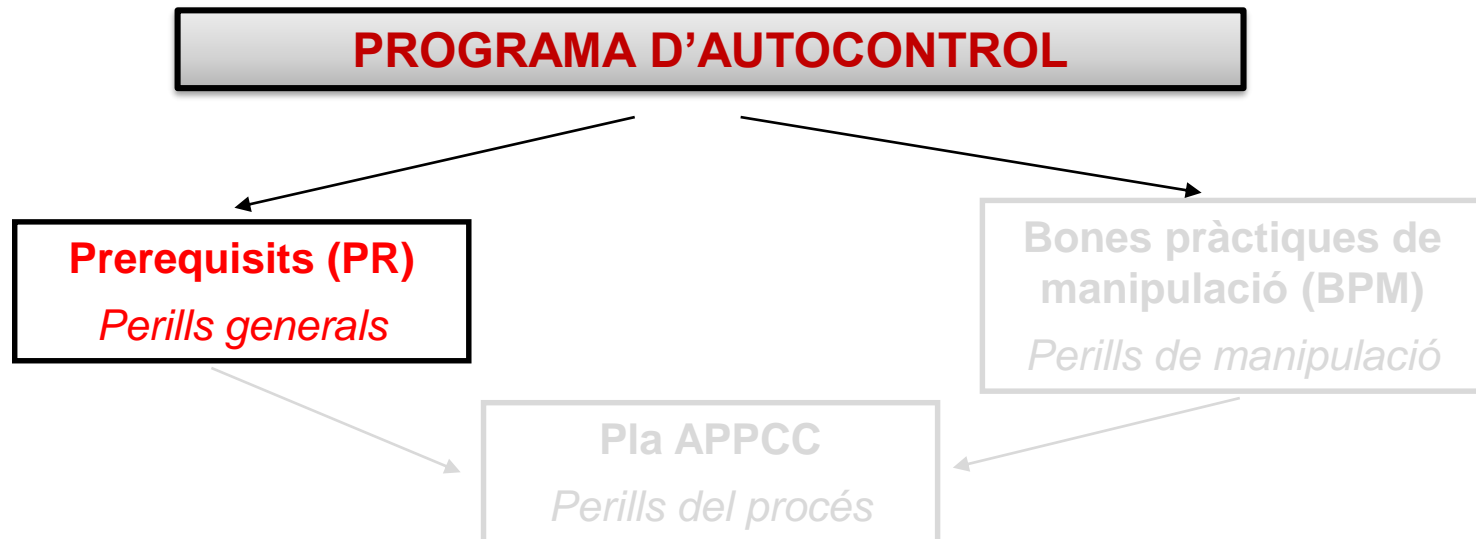 PROGRAMA D’AUTOCONTROL
Prerequisits (PR)
Perills generals
Bones pràctiques de
manipulació (BPM)
Perills de manipulació
Pla APPCC
Perills del procés